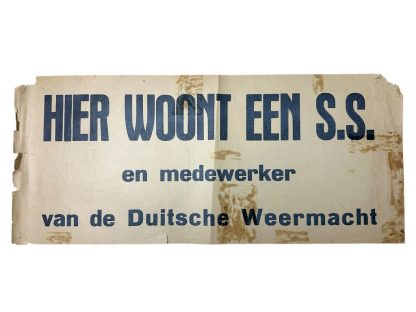 HIER WOONT EEN S.S.
en medewerker
van de Duitsche Weermacht